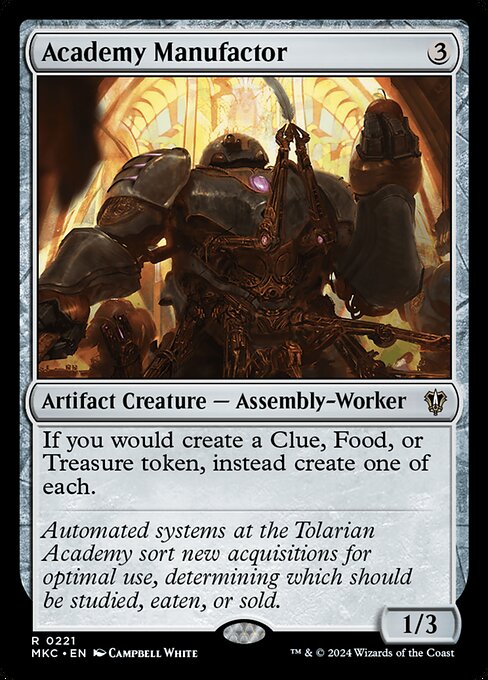 Academy Manufactor 3
Artifact Creature — Assembly-Worker
If you would create a Clue, Food, or
Treasure token, instead create one of
each.
Automated systems at the Tolarian
Academy sort new acquisitions for
optimal use, determining which should
be studied, eaten, or sold.
1/3
R 0221
MKC • EN CAMPBELL WHITE
™ & © 2024 Wizards of the Coast